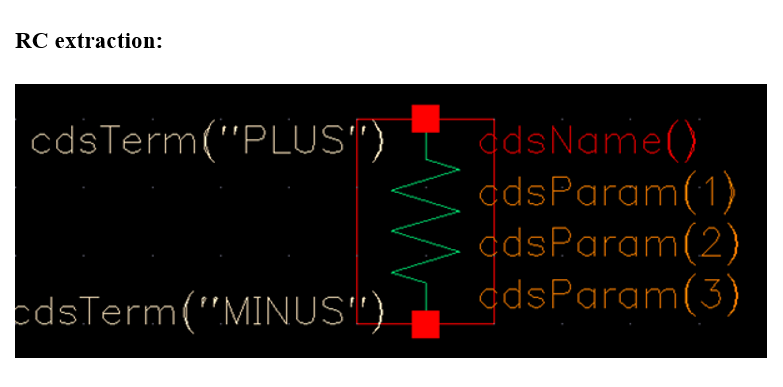 RC extraction:
cdsTerm("PLUS")
cdsName()
cdsParam(1)
cdsParam(2)
cdsParam(3)
cdsTerm("MINUS")